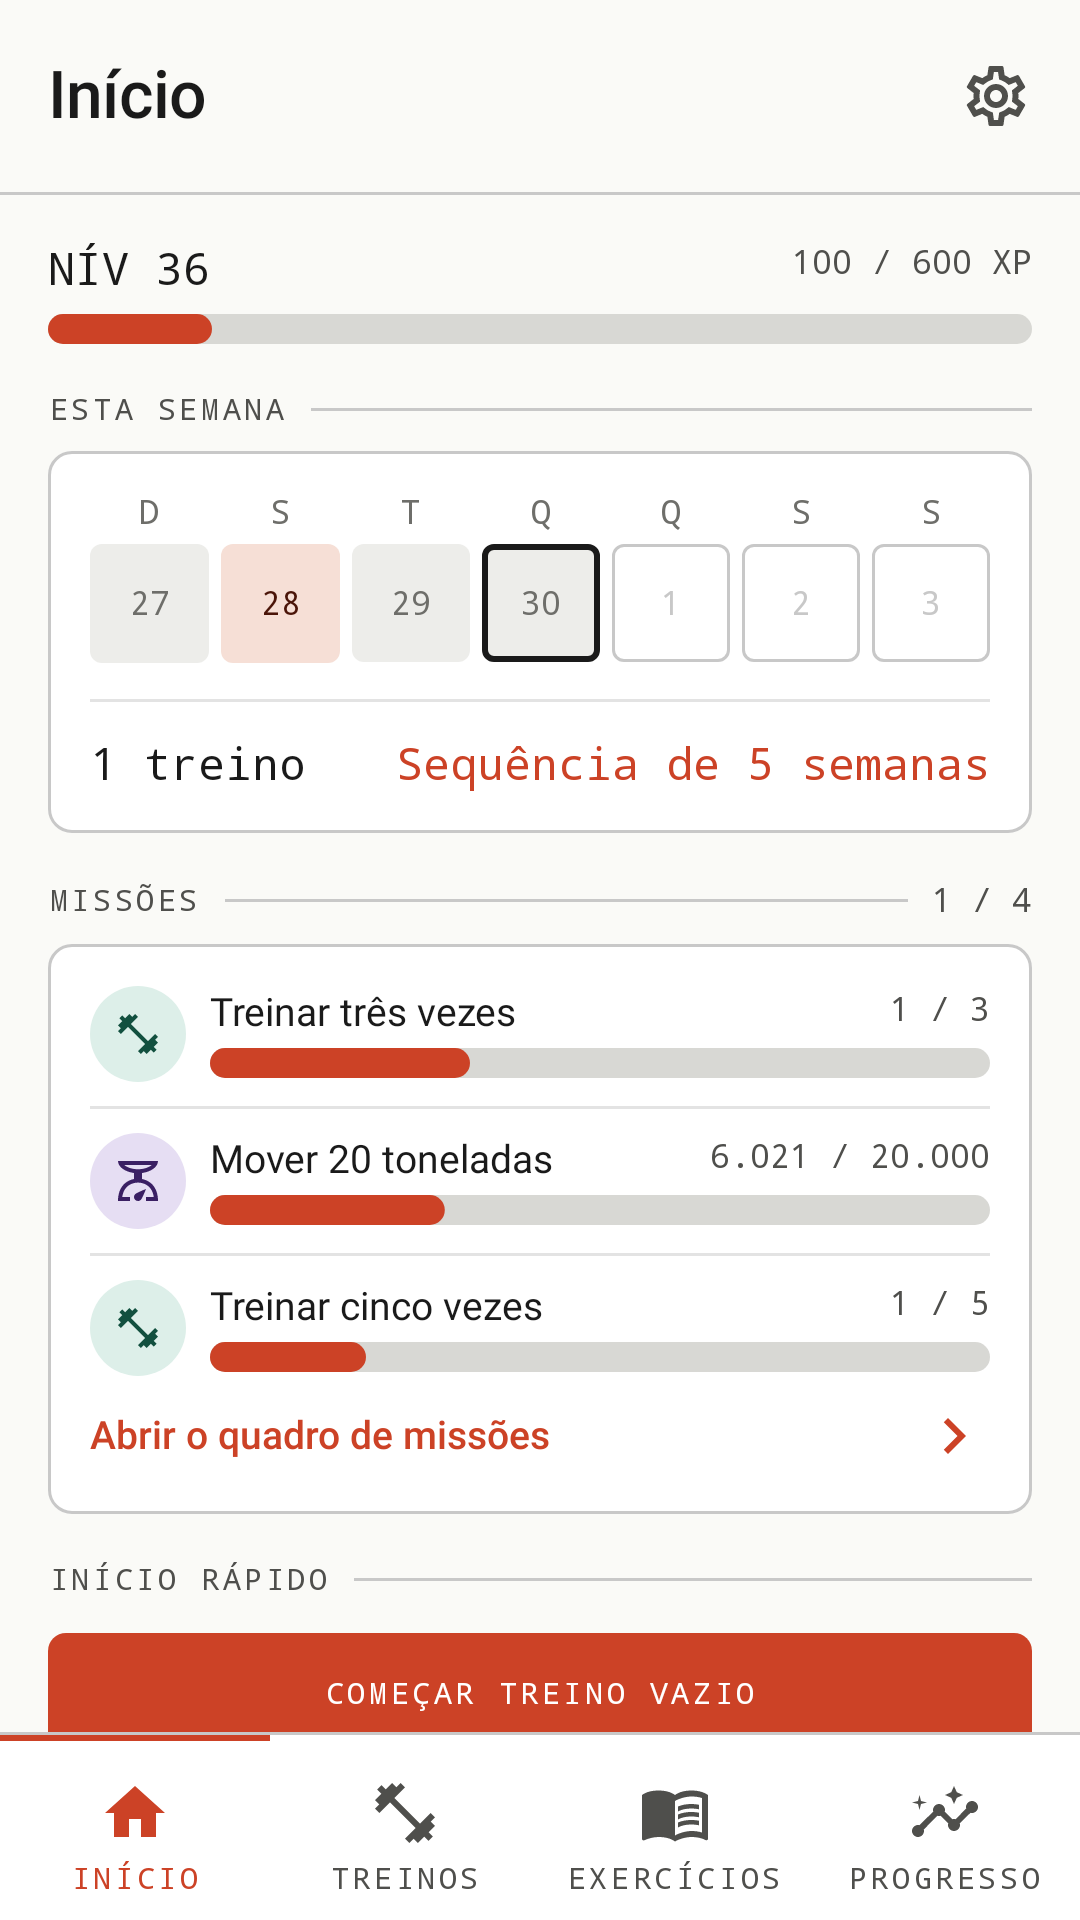 Início
NÍV 36
100 / 600 XP
ESTA SEMANA
D S T Q Q S S
27 28 29 30 1 2 3
1 treino
Sequência de 5 semanas
MISSÕES
1 / 4
Treinar três vezes
1 / 3
Mover 20 toneladas
6.021 / 20.000
Treinar cinco vezes
1 / 5
Abrir o quadro de missões
INÍCIO RÁPIDO
COMEÇAR TREINO VAZIO
INÍCIO
TREINOS
EXERCÍCIOS
PROGRESSO